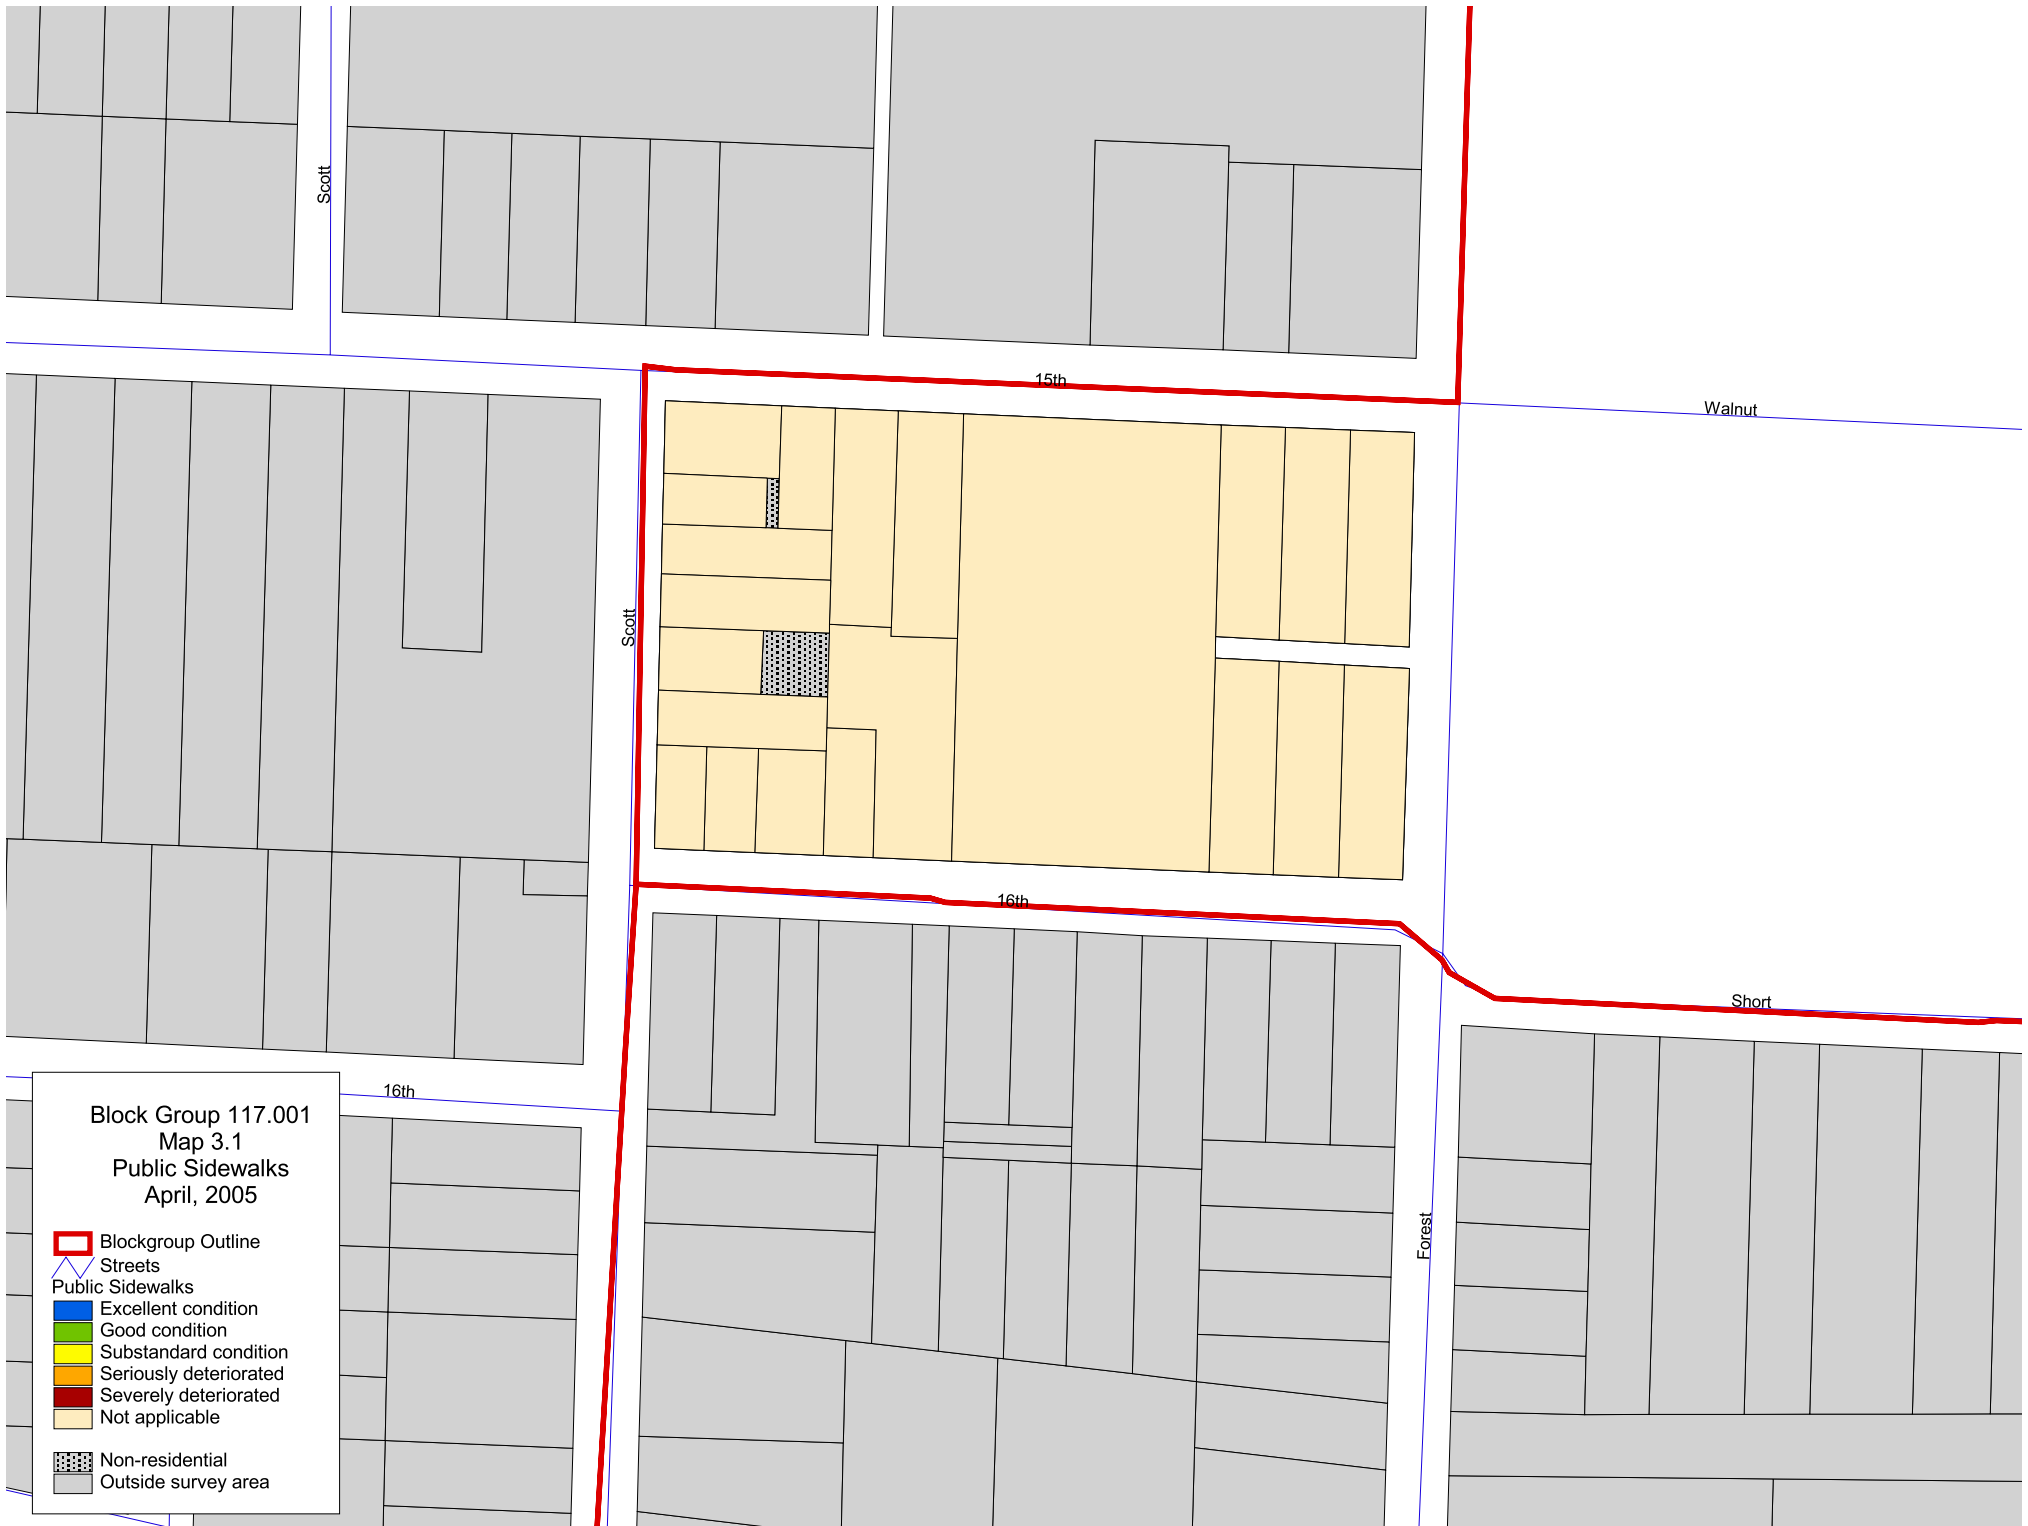 Scott
15th
Walnut
Scott
16th
Short
16th
Forest
Block Group 117.001
Map 3.1
Public Sidewalks
April, 2005
Blockgroup Outline
Streets
Public Sidewalks
Excellent condition
Good condition
Substandard condition
Seriously deteriorated
Severely deteriorated
Not applicable
Non-residential
Outside survey area